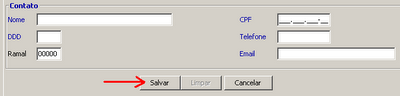 Contato
Nome CPF ___.___.___-__
DDD Telefone
Ramal 00000 Email
Salvar Limpar Cancelar